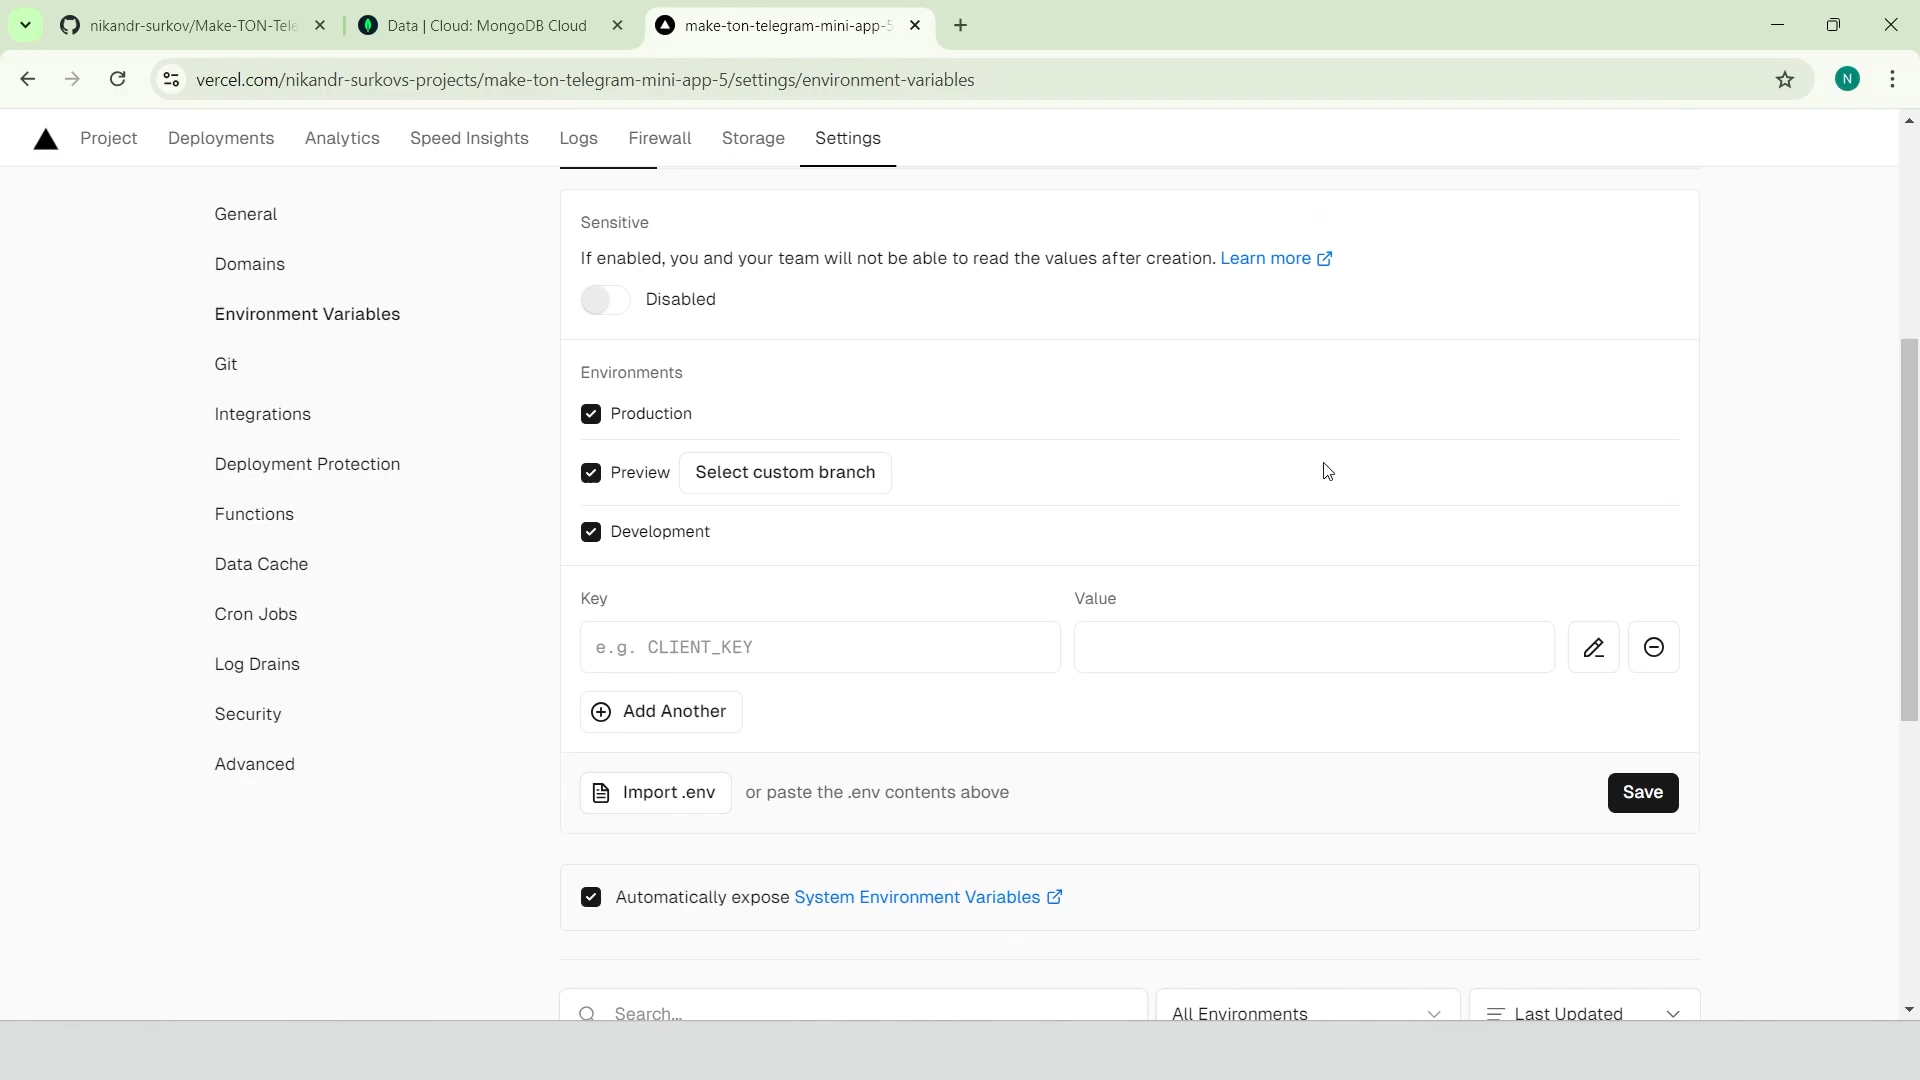 nikandr-surkov/Make-TON-Tele
Data | Cloud: MongoDB Cloud
make-ton-telegram-mini-app-5
vercel.com/nikandr-surkovs-projects/make-ton-telegram-mini-app-5/settings/environment-variables
N
Project
Deployments
Analytics
Speed Insights
Logs
Firewall
Storage
Settings
General
Domains
Environment Variables
Git
Integrations
Deployment Protection
Functions
Data Cache
Cron Jobs
Log Drains
Security
Advanced
Sensitive
If enabled, you and your team will not be able to read the values after creation. Learn more
Disabled
Environments
Production
Preview Select custom branch
Development
Key Value
e.g. CLIENT_KEY
Add Another
Import .env or paste the .env contents above Save
Automatically expose System Environment Variables
Search... All Environments Last Updated